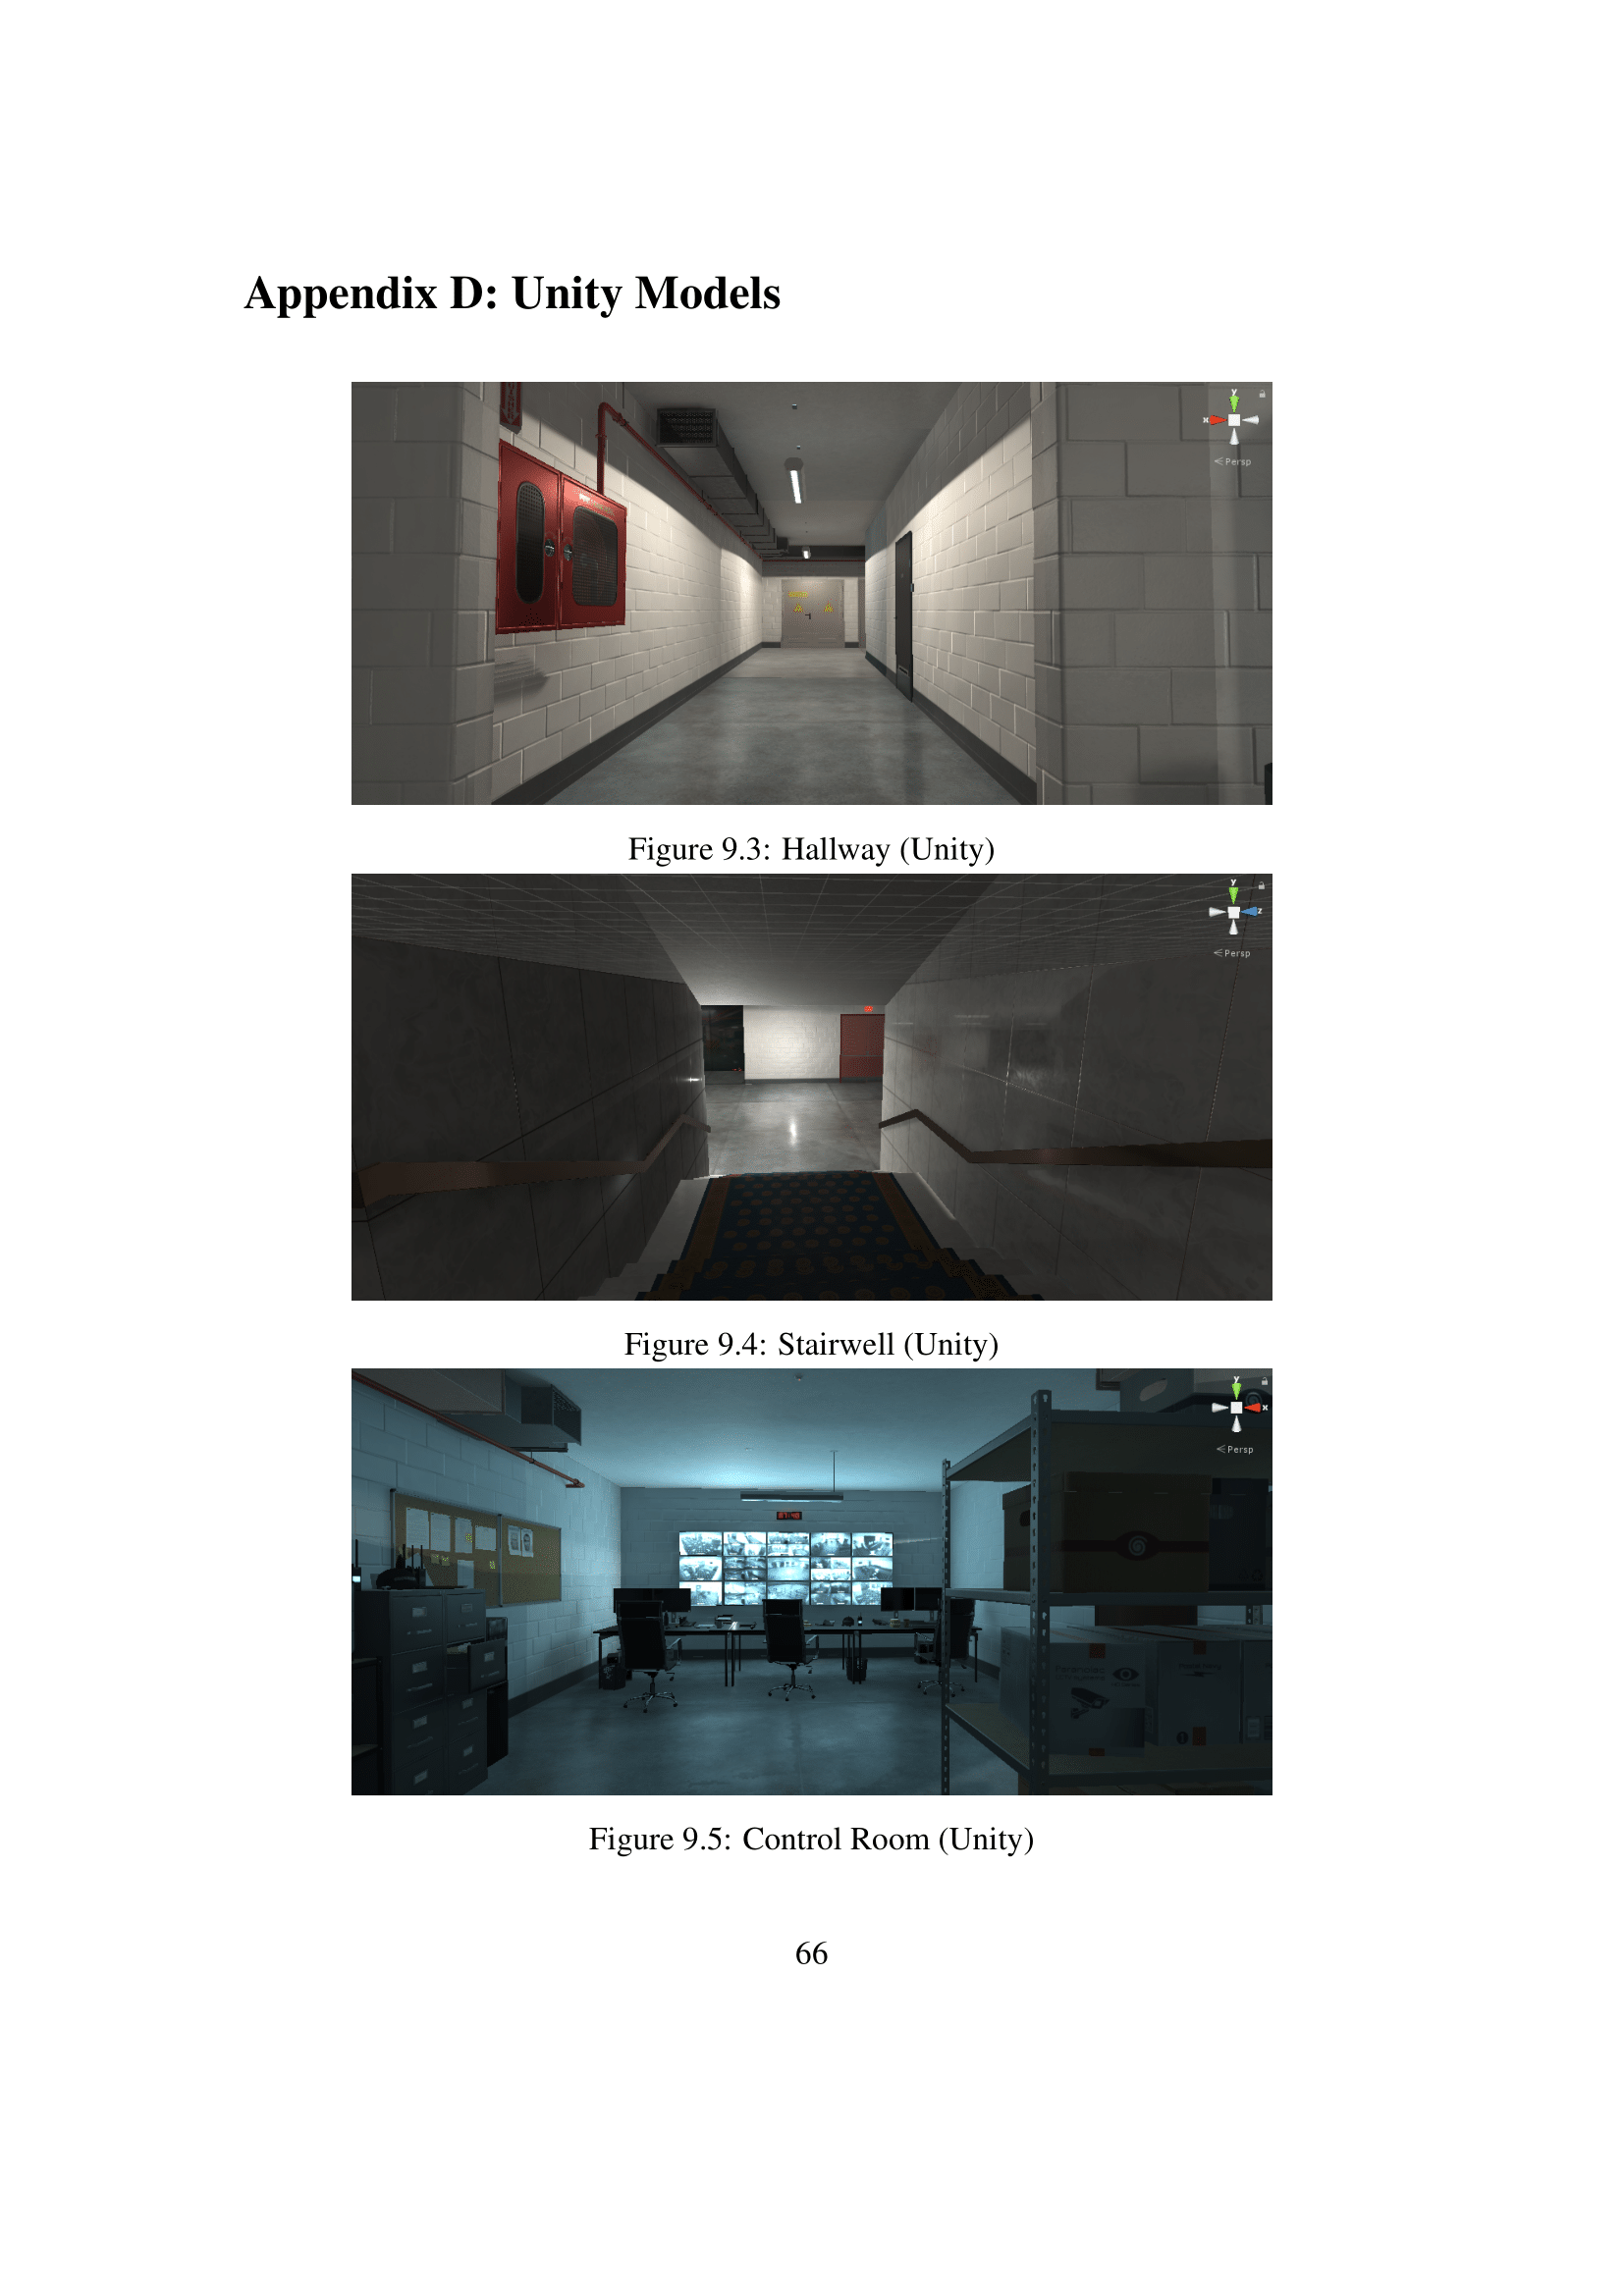 Appendix D: Unity Models
y
x
Persp
Figure 9.3: Hallway (Unity)
y
z
Persp
Figure 9.4: Stairwell (Unity)
y
x
Persp
Figure 9.5: Control Room (Unity)
66